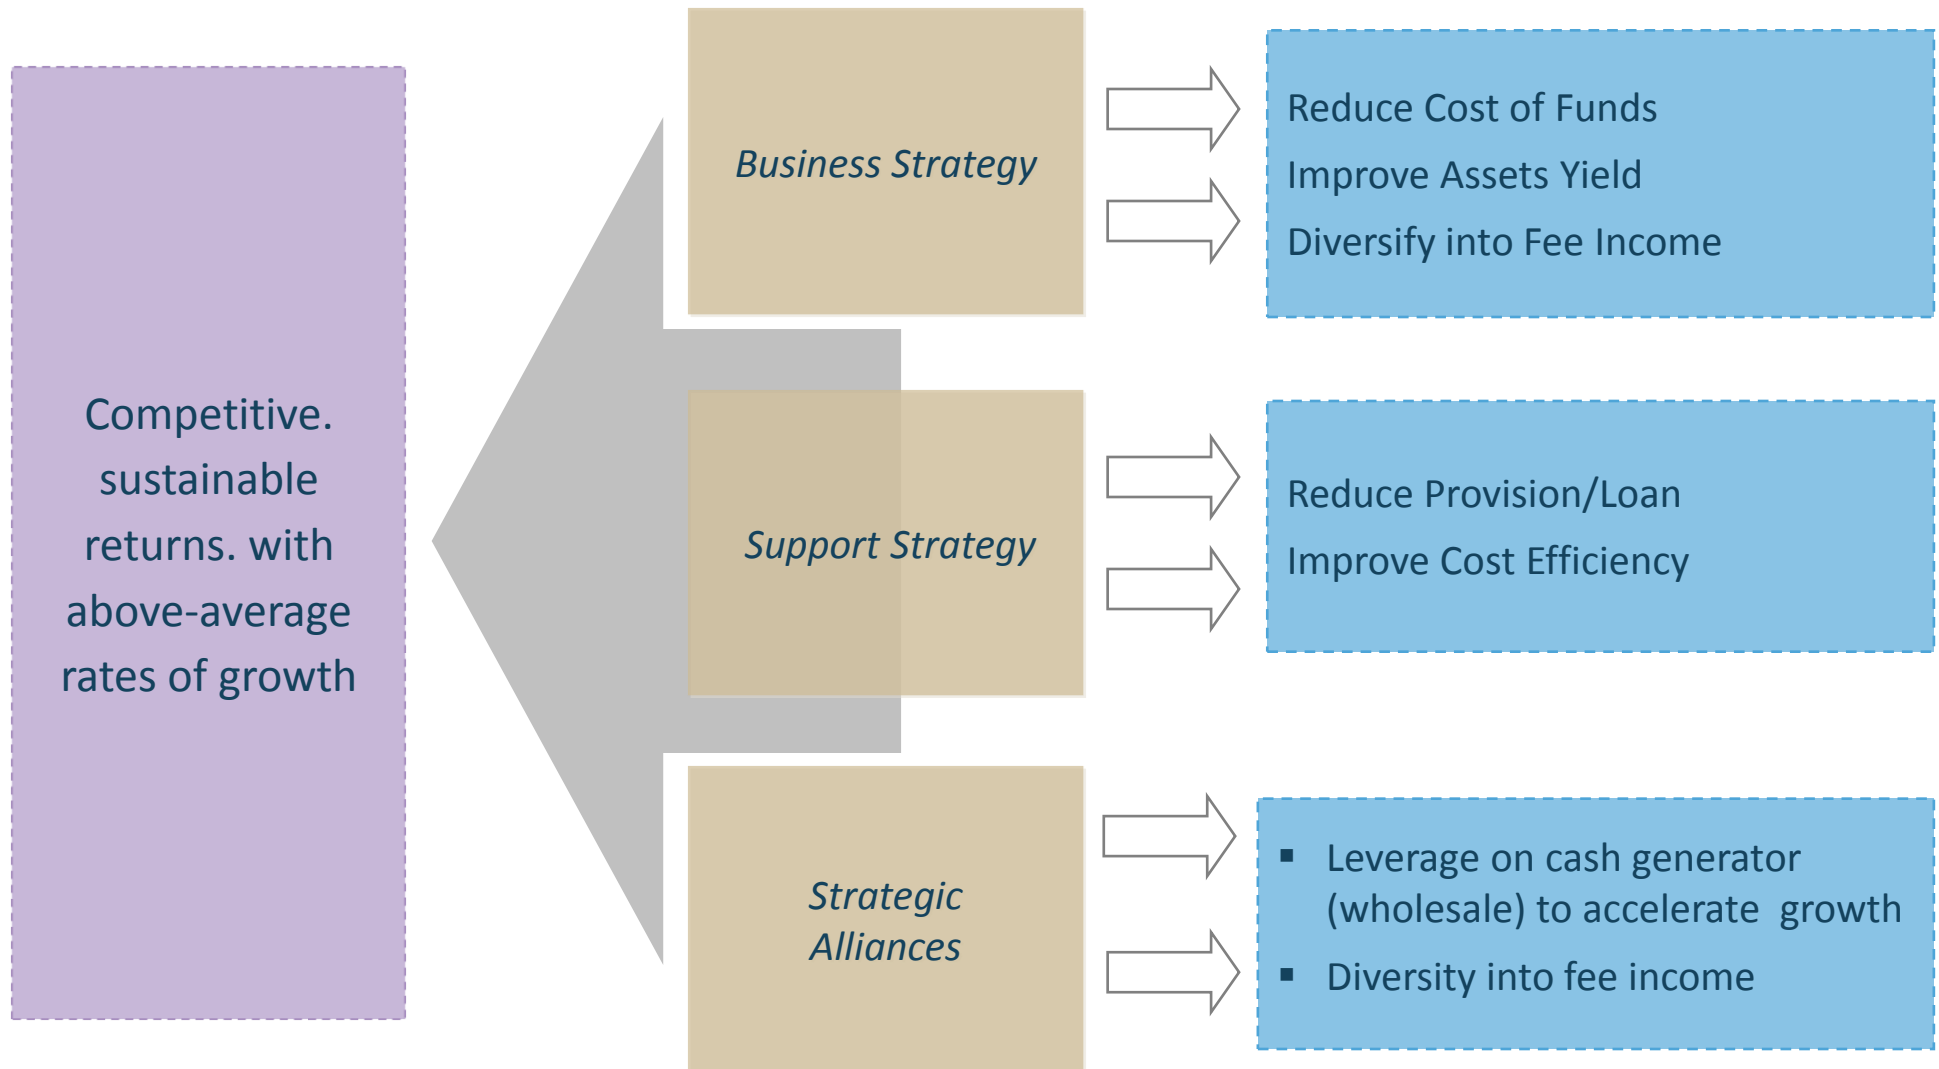 Competitive.
sustainable
returns. with
above-average
rates of growth
Business Strategy
Reduce Cost of Funds
Improve Assets Yield
Diversify into Fee Income
Support Strategy
Reduce Provision/Loan
Improve Cost Efficiency
Strategic
Alliances
▪ Leverage on cash generator
(wholesale) to accelerate growth
▪ Diversity into fee income